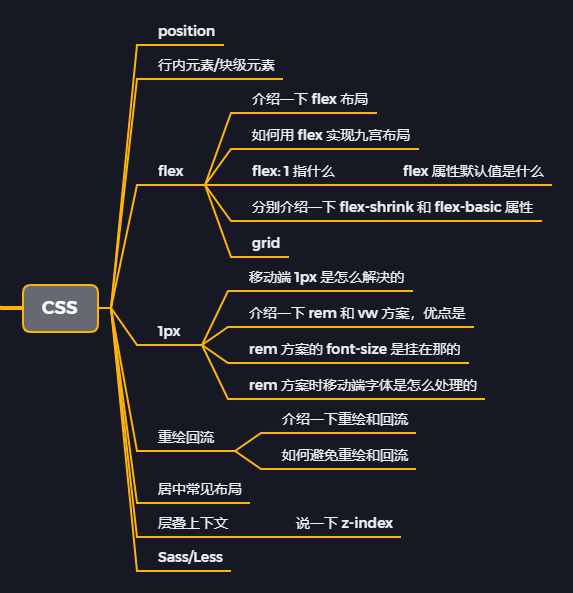 position
行内元素/块级元素
介绍一下 flex 布局
如何用 flex 实现九宫布局
flex
flex: 1 指什么
flex 属性默认值是什么
分别介绍一下 flex-shrink 和 flex-basic 属性
grid
移动端 1px 是怎么解决的
CSS
介绍一下 rem 和 vw 方案，优点是
1px
rem 方案的 font-size 是挂在那的
rem 方案时移动端字体是怎么处理的
介绍一下重绘和回流
重绘回流
如何避免重绘和回流
居中常见布局
层叠上下文
说一下 z-index
Sass/Less